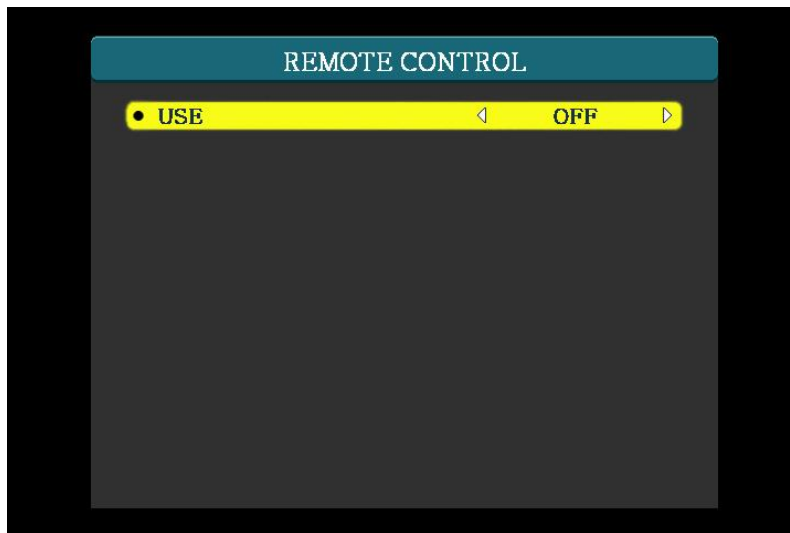 REMOTE CONTROL
● USE ◁ OFF ▷